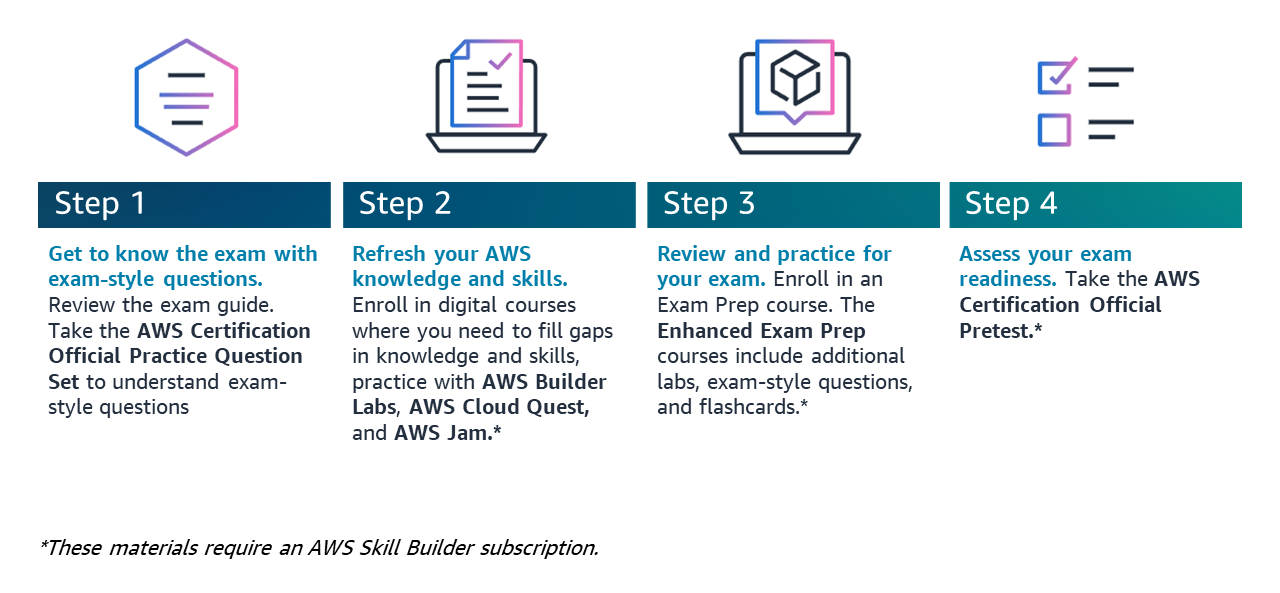 Step 1
Get to know the exam with
exam-style questions.
Review the exam guide.
Take the AWS Certification
Official Practice Question
Set to understand exam-
style questions
Step 2
Refresh your AWS
knowledge and skills.
Enroll in digital courses
where you need to fill gaps
in knowledge and skills,
practice with AWS Builder
Labs, AWS Cloud Quest,
and AWS Jam.*
Step 3
Review and practice for
your exam. Enroll in an
Exam Prep course. The
Enhanced Exam Prep
courses include additional
labs, exam-style questions,
and flashcards.*
Step 4
Assess your exam
readiness. Take the AWS
Certification Official
Pretest.*
*These materials require an AWS Skill Builder subscription.